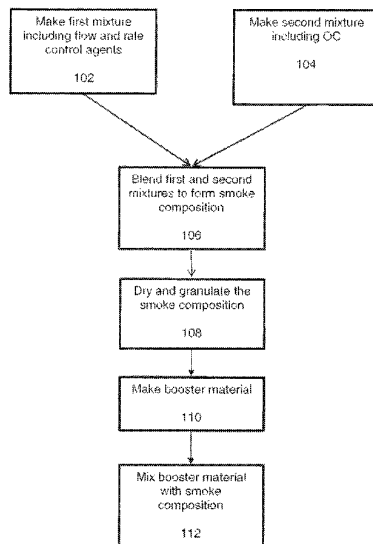 Make first mixture
including flow and rate
control agents
102
Make second mixture
including OC
104
Blend first and second
mixtures to form smoke
composition
106
Dry and granulate the
smoke composition
108
Make booster material
110
Mix booster material
with smoke
composition
112